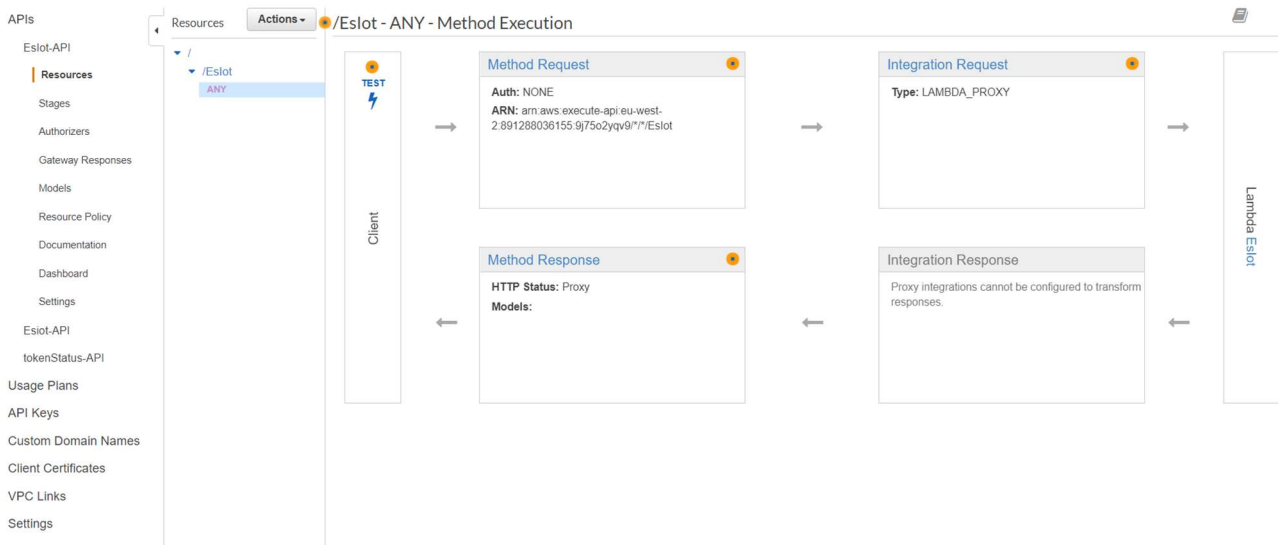 APIs
Eslot-API
Resources
Stages
Authorizers
Gateway Responses
Models
Resource Policy
Documentation
Dashboard
Settings
Esiot-API
tokenStatus-API
Usage Plans
API Keys
Custom Domain Names
Client Certificates
VPC Links
Settings
Resources
Actions
/
/Eslot
ANY
/Eslot - ANY - Method Execution
TEST
Client
Method Request
Auth: NONE
ARN: arn:aws:execute-api:eu-west-
2:891288036155:9j75o2yqv9/*/*/Eslot
Integration Request
Type: LAMBDA_PROXY
Method Response
HTTP Status: Proxy
Models:
Integration Response
Proxy integrations cannot be configured to transform
responses.
Lambda Eslot